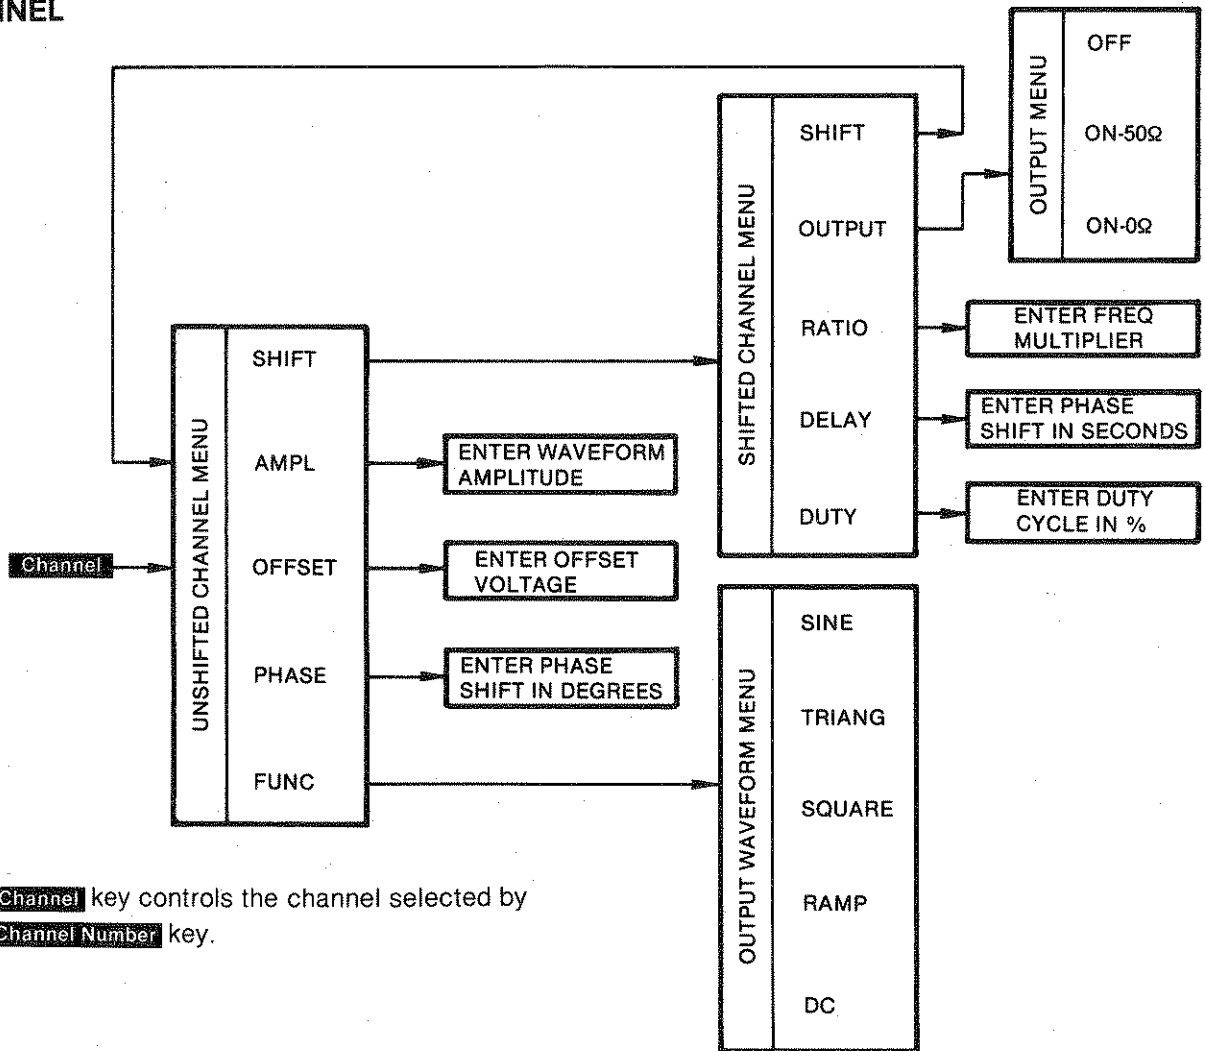 NNEL
UNSHIFTED CHANNEL MENU
SHIFT
AMPL
OFFSET
PHASE
FUNC
Channel
ENTER WAVEFORM
AMPLITUDE
ENTER OFFSET
VOLTAGE
ENTER PHASE
SHIFT IN DEGREES
SHIFTED CHANNEL MENU
SHIFT
OUTPUT
RATIO
DELAY
DUTY
OUTPUT MENU
OFF
ON-50Ω
ON-0Ω
ENTER FREQ
MULTIPLIER
ENTER PHASE
SHIFT IN SECONDS
ENTER DUTY
CYCLE IN %
OUTPUT WAVEFORM MENU
SINE
TRIANG
SQUARE
RAMP
DC
Channel key controls the channel selected by
Channel Number key.